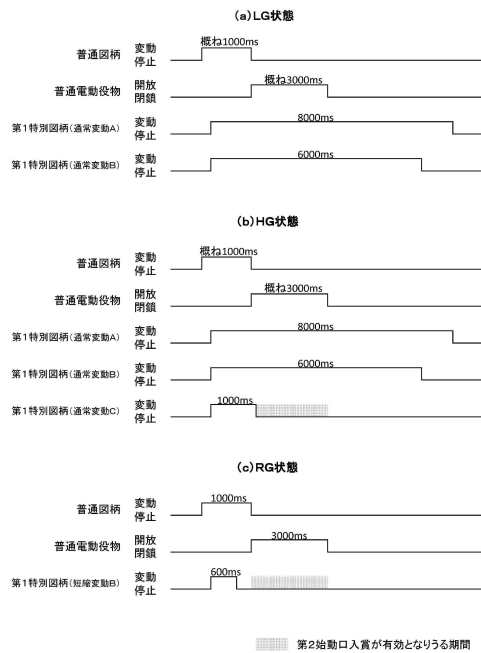 (a)LG状態
普通図柄 変動 停止 概ね1000ms
普通電動役物 開放 閉鎖 概ね3000ms
第1特別図柄(通常変動A) 変動 停止 8000ms
第1特別図柄(通常変動B) 変動 停止 6000ms
(b)HG状態
普通図柄 変動 停止 概ね1000ms
普通電動役物 開放 閉鎖 概ね3000ms
第1特別図柄(通常変動A) 変動 停止 8000ms
第1特別図柄(通常変動B) 変動 停止 6000ms
第1特別図柄(通常変動C) 変動 停止 1000ms
(c)RG状態
普通図柄 変動 停止 1000ms
普通電動役物 開放 閉鎖 3000ms
第1特別図柄(短縮変動B) 変動 停止 600ms
第2始動口入賞が有効となりうる期間